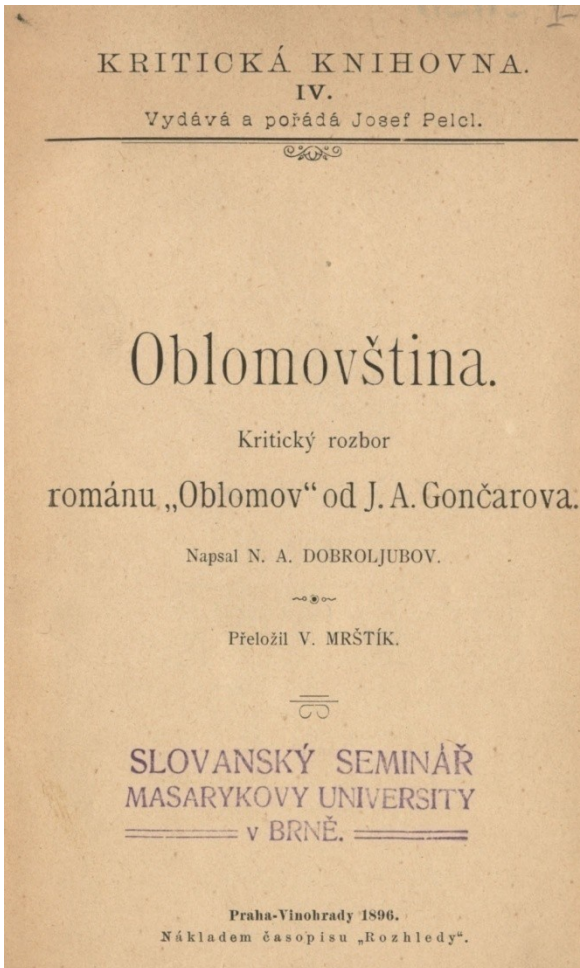 KRITICKÁ KNIHOVNA.
IV.
Vydává a pořádá Josef Pelcl.
Oblomovština.
Kritický rozbor
románu „Oblomov“ od J. A. Gončarova.
Napsal N. A. DOBROLJUBOV.
Přeložil V. MRŠTÍK.
SLOVANSKÝ SEMINÁŘ
MASARYKOVY UNIVERSITY
v BRNĚ.
Praha-Vinohrady 1896.
Nákladem časopisu „Rozhledy“.